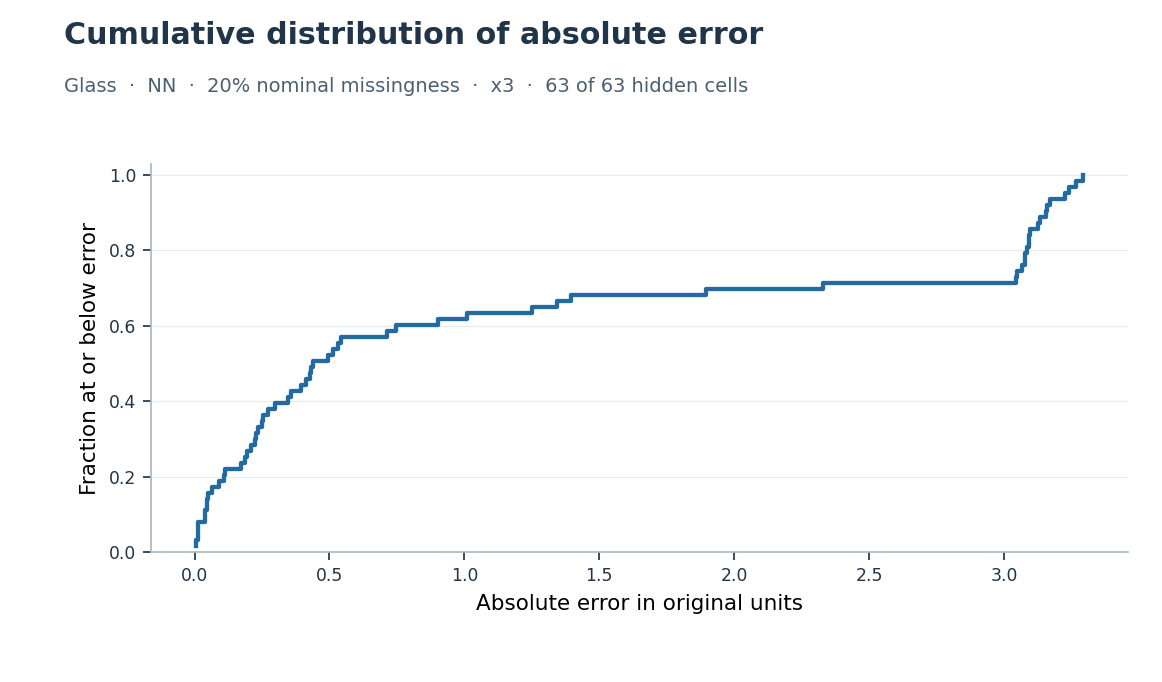 Cumulative distribution of absolute error
Glass · NN · 20% nominal missingness · x3 · 63 of 63 hidden cells
Fraction at or below error
1.0
0.8
0.6
0.4
0.2
0.0
0.0 0.5 1.0 1.5 2.0 2.5 3.0
Absolute error in original units